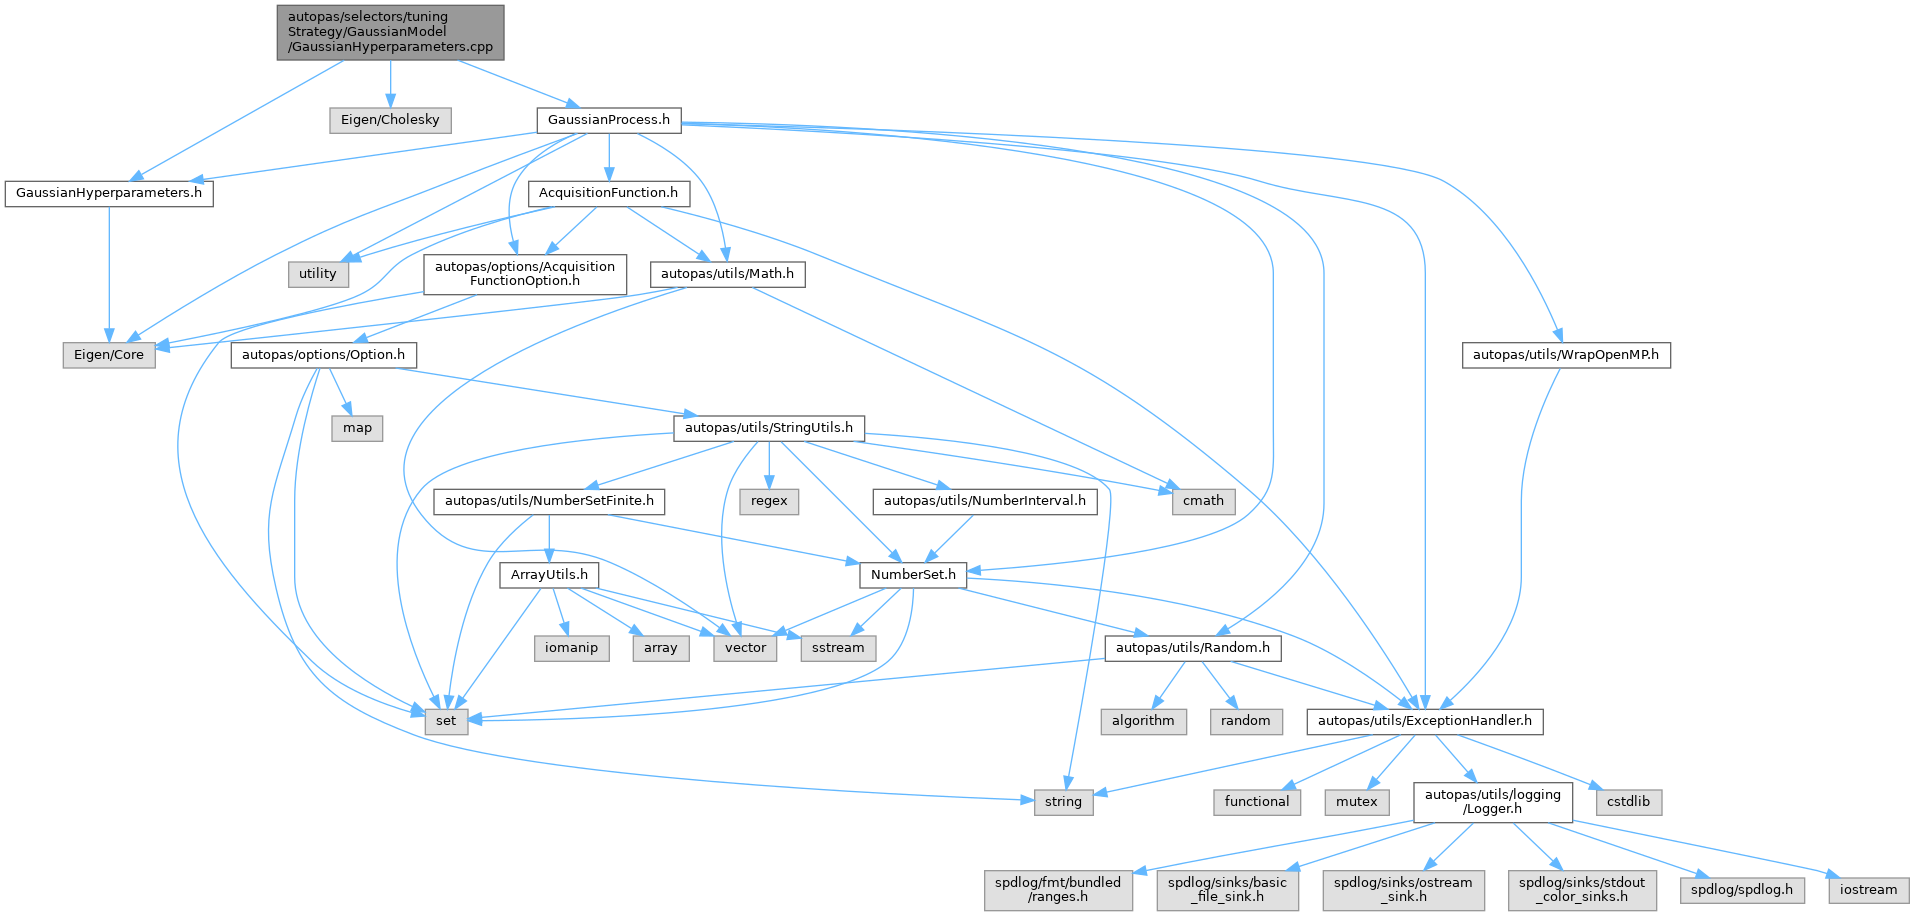 autopas/selectors/tuning
Strategy/GaussianModel
/GaussianHyperparameters.cpp
Eigen/Cholesky
GaussianProcess.h
GaussianHyperparameters.h
AcquisitionFunction.h
utility
autopas/options/Acquisition
FunctionOption.h
autopas/utils/Math.h
Eigen/Core
autopas/options/Option.h
autopas/utils/WrapOpenMP.h
map
autopas/utils/StringUtils.h
autopas/utils/NumberSetFinite.h
regex
autopas/utils/NumberInterval.h
cmath
ArrayUtils.h
NumberSet.h
iomanip
array
vector
sstream
autopas/utils/Random.h
set
algorithm
random
autopas/utils/ExceptionHandler.h
string
functional
mutex
autopas/utils/logging
/Logger.h
cstdlib
spdlog/fmt/bundled
/ranges.h
spdlog/sinks/basic
_file_sink.h
spdlog/sinks/ostream
_sink.h
spdlog/sinks/stdout
_color_sinks.h
spdlog/spdlog.h
iostream